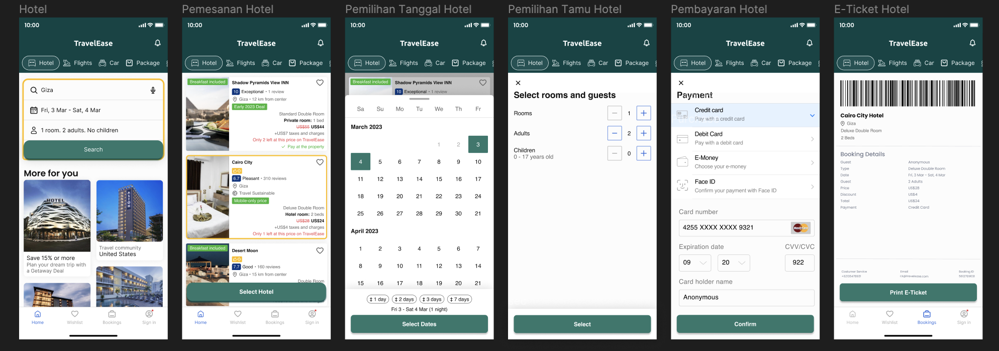 Hotel
10:00
TravelEase
Hotel Flights Car Package
Giza
Fri, 3 Mar - Sat, 4 Mar
1 room. 2 adults. No children
Search
More for you
HOTEL
Save 15% or more
Plan your dream trip with
a Getaway Deal
ASTON
Travel community
United States
Home Wishlist Bookings Sign in
Pemesanan Hotel
10:00
TravelEase
Hotel Flights Car Package
Breakfast included
Shadow Pyramids View INN
10 Exceptional • 1 review
Giza • 12 km from center
Early 2023 Deal
Standard Double Room
Private room: 1 bed
US$55 US$44
+US$7 taxes and charges
Only 2 left at this price on TravelEase
Pay at the property
Cairo City
6.7 Pleasant • 310 reviews
Giza
Travel Sustainable
Mobile-only price
Deluxe Double Room
Hotel room: 2 beds
US$28 US$24
+US$4 taxes and charges
Only 1 left at this price on TravelEase
Breakfast included
Desert Moon
7.7 Good • 160 reviews
Giza • 15 km from center
Double Room
Select Hotel
Home Wishlist Bookings Sign in
Pemilihan Tanggal Hotel
10:00
TravelEase
Hotel Flights Car Package
Breakfast included
Shadow Pyramids View INN
10 Exceptional • 1 review
Sa Su Mo Tu We Th Fr
March 2023
1 2 3
4 5 6 7 8 9 10
11 12 13 14 15 16 17
18 19 20 21 22 23 24
25 26 27 28 29 30 21
April 2023
1 2 3 4 5 6 7
8 9 10 11 12 13 14
15 16 17 18 19 20 21
‡ 1 day ‡ 2 days ‡ 3 days ‡ 7 days
Fri 3 - Sat 4 Mar (1 night)
Select Dates
Pemilihan Tamu Hotel
10:00
TravelEase
Hotel Flights Car Package
Select rooms and guests
Rooms − 1 +
Adults − 2 +
Children − 0 +
0 - 17 years old
Select
Pembayaran Hotel
10:00
TravelEase
Hotel Flights Car Package
Payment
Credit card
Pay with a credit card
Debit Card
Pay with a debit card
E-Money
Choose your e-money
Face ID
Confirm your payment with Face ID
Card number
4255 XXXX XXXX 9321
MasterCard
Expiration date CVV/CVC
09 20 922
Card holder name
Anonymous
Confirm
E-Ticket Hotel
10:00
TravelEase
Hotel Flights Car Package
Cairo City Hotel
Giza
Deluxe Double Room
2 Beds
Booking Details
Guest Anonymous
Type Deluxe Double Room
Date Fri, 3 Mar - Sat, 4 Mar
Guest 2 Adults
Price US$28
Discount US$4
Total US$24
Payment Credit Card
Costumer Service Email Booking ID
Print E-Ticket
Home Wishlist Bookings Sign in